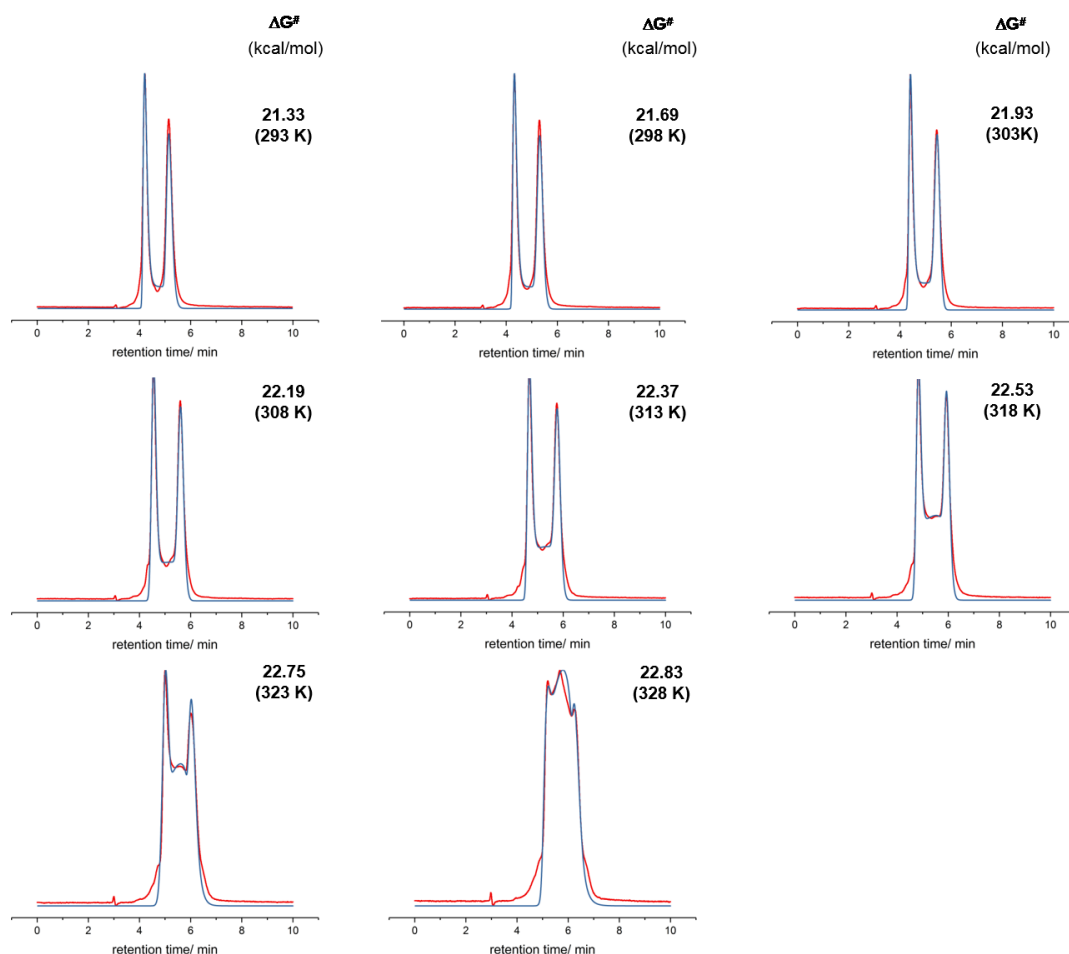 ΔG# ΔG# ΔG#
(kcal/mol) (kcal/mol) (kcal/mol)
21.33
(293 K)
0 2 4 6 8 10
retention time/ min
21.69
(298 K)
0 2 4 6 8 10
retention time/ min
21.93
(303K)
0 2 4 6 8 10
retention time/ min
22.19
(308 K)
0 2 4 6 8 10
retention time/ min
22.37
(313 K)
0 2 4 6 8 10
retention time/ min
22.53
(318 K)
0 2 4 6 8 10
retention time/ min
22.75
(323 K)
0 2 4 6 8 10
retention time/ min
22.83
(328 K)
0 2 4 6 8 10
retention time/ min